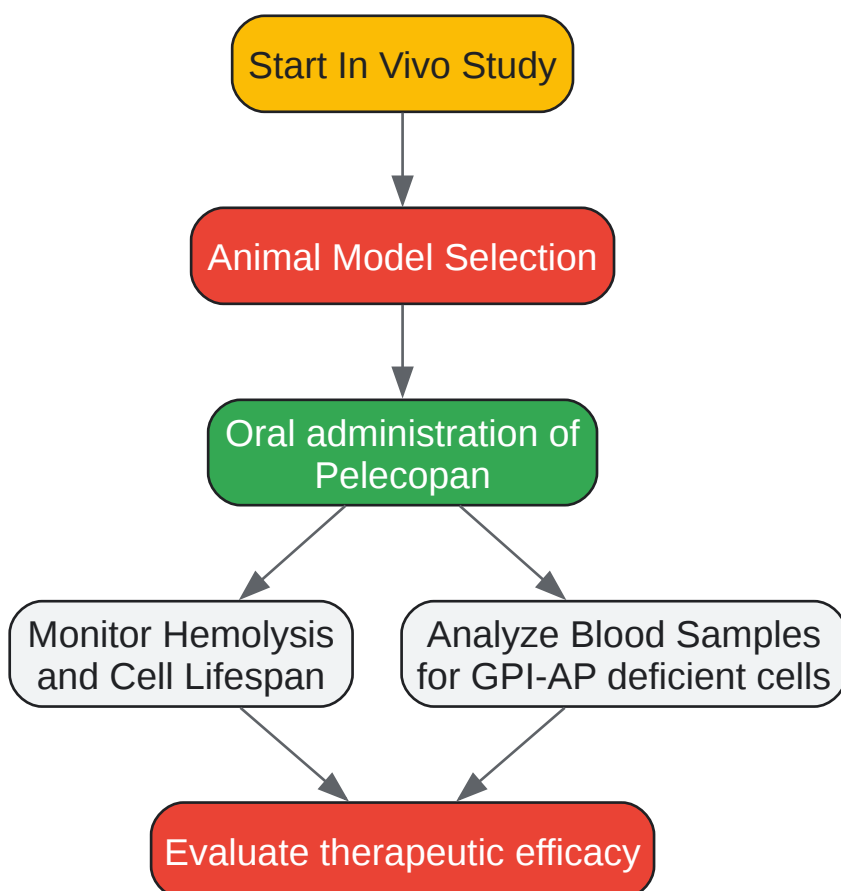 Start In Vivo Study
Animal Model Selection
Oral administration of
Pelecopan
Monitor Hemolysis
and Cell Lifespan
Analyze Blood Samples
for GPI-AP deficient cells
Evaluate therapeutic efficacy